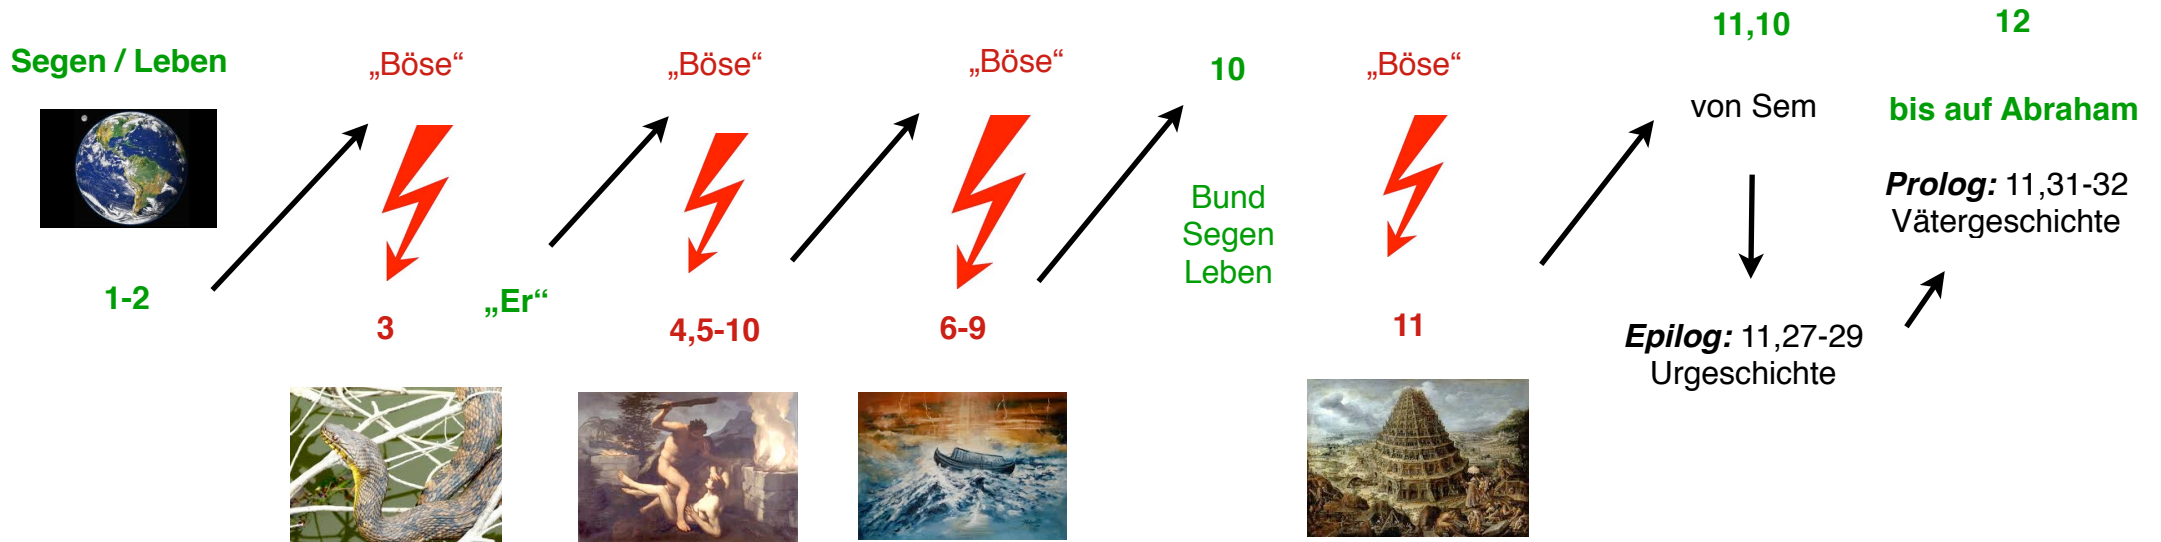 Segen / Leben
1-2
„Böse“
3
„Er“
„Böse“
4,5-10
„Böse“
6-9
10
Bund
Segen
Leben
„Böse“
11
11,10
von Sem
Epilog: 11,27-29
Urgeschichte
12
bis auf Abraham
Prolog: 11,31-32
Vätergeschichte